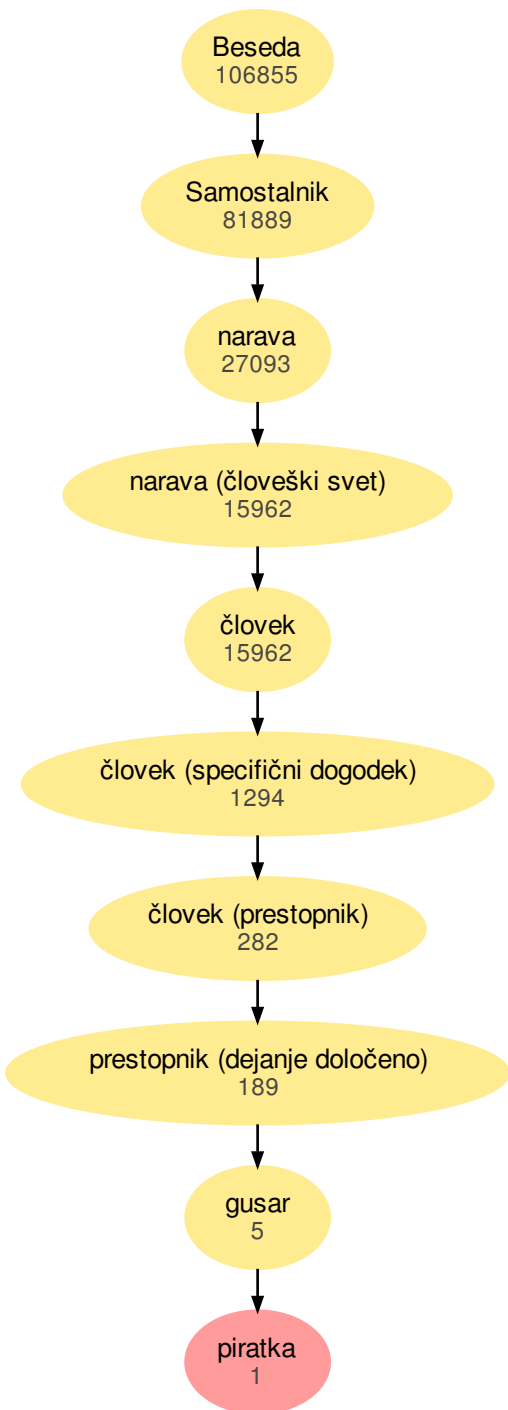 Beseda
106855
Samostalnik
81889
narava
27093
narava (človeški svet)
15962
človek
15962
človek (specifični dogodek)
1294
človek (prestopnik)
282
prestopnik (dejanje določeno)
189
gusar
5
piratka
1